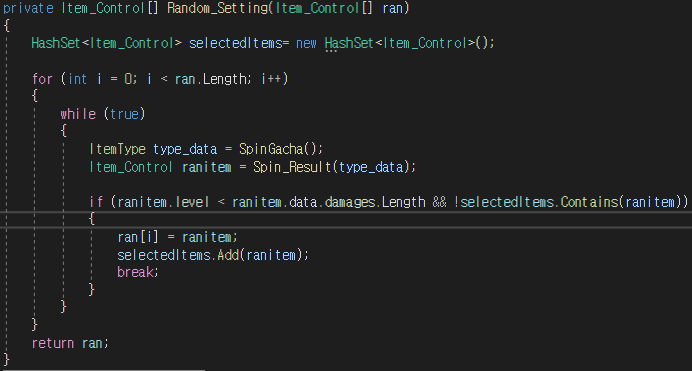 private Item_Control[] Random_Setting(Item_Control[] ran)
{
HashSet<Item_Control> selectedItems= new HashSet<Item_Control>();
for (int i = 0; i < ran.Length; i++)
{
while (true)
{
ItemType type_data = SpinGacha();
Item_Control ranitem = Spin_Result(type_data);
if (ranitem.level < ranitem.data.damages.Length && !selectedItems.Contains(ranitem))
{
ran[i] = ranitem;
selectedItems.Add(ranitem);
break;
}
}
}
return ran;
}